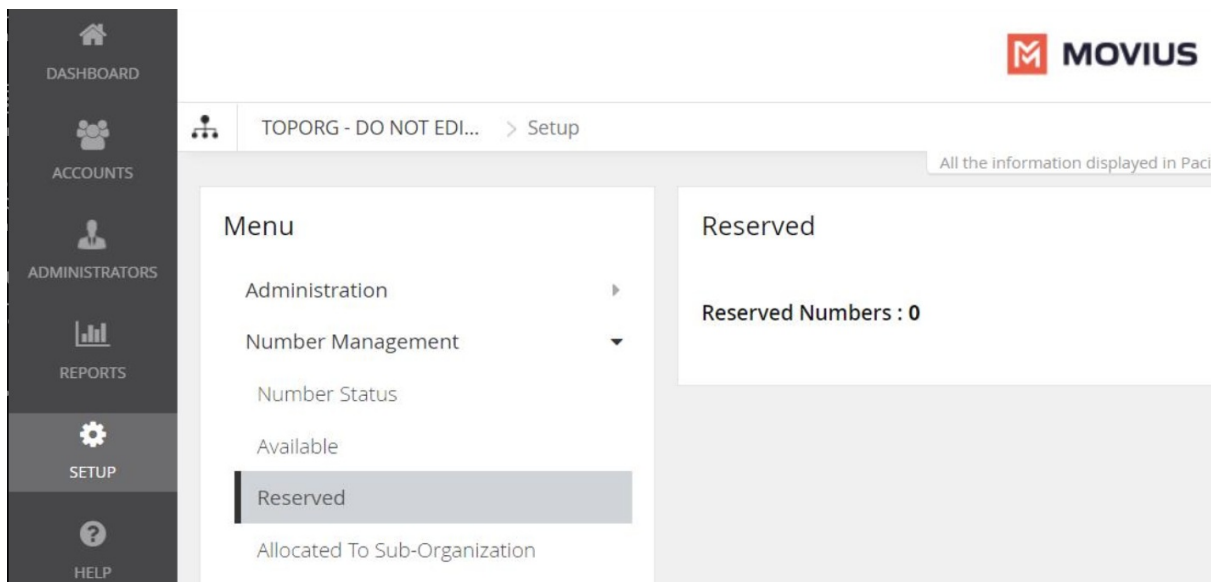 DASHBOARD
ACCOUNTS
ADMINISTRATORS
REPORTS
SETUP
HELP
MOVIUS
TOPORG - DO NOT EDI... > Setup
All the information displayed in Paci
Menu
Administration
Number Management
Number Status
Available
Reserved
Allocated To Sub-Organization
Reserved
Reserved Numbers : 0